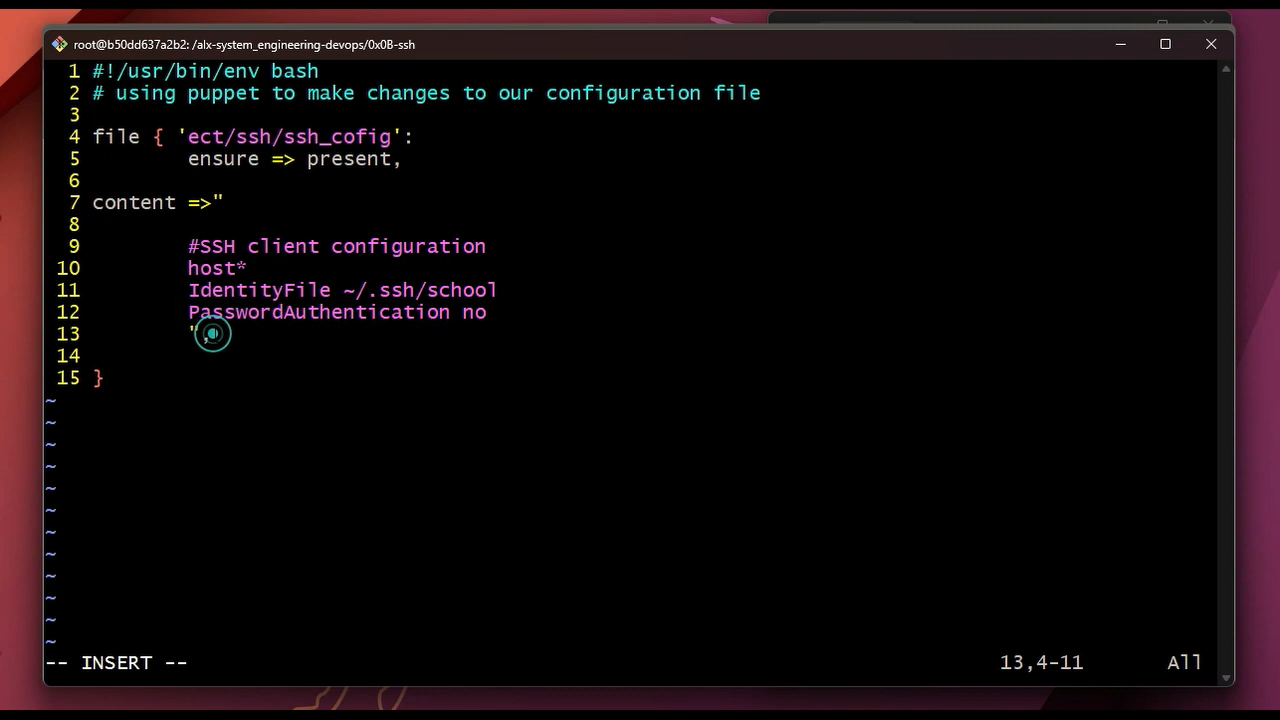 root@b50dd637a2b2: /alx-system_engineering-devops/0x0B-ssh
1 #!/usr/bin/env bash
2 # using puppet to make changes to our configuration file
3
4 file { 'ect/ssh/ssh_cofig':
5 ensure => present,
6
7 content =>"
8
9 #SSH client configuration
10 host*
11 IdentityFile ~/.ssh/school
12 PasswordAuthentication no
13 ",
14
15 }
~
~
~
~
~
~
~
~
~
~
~
~
-- INSERT -- 13,4-11 All